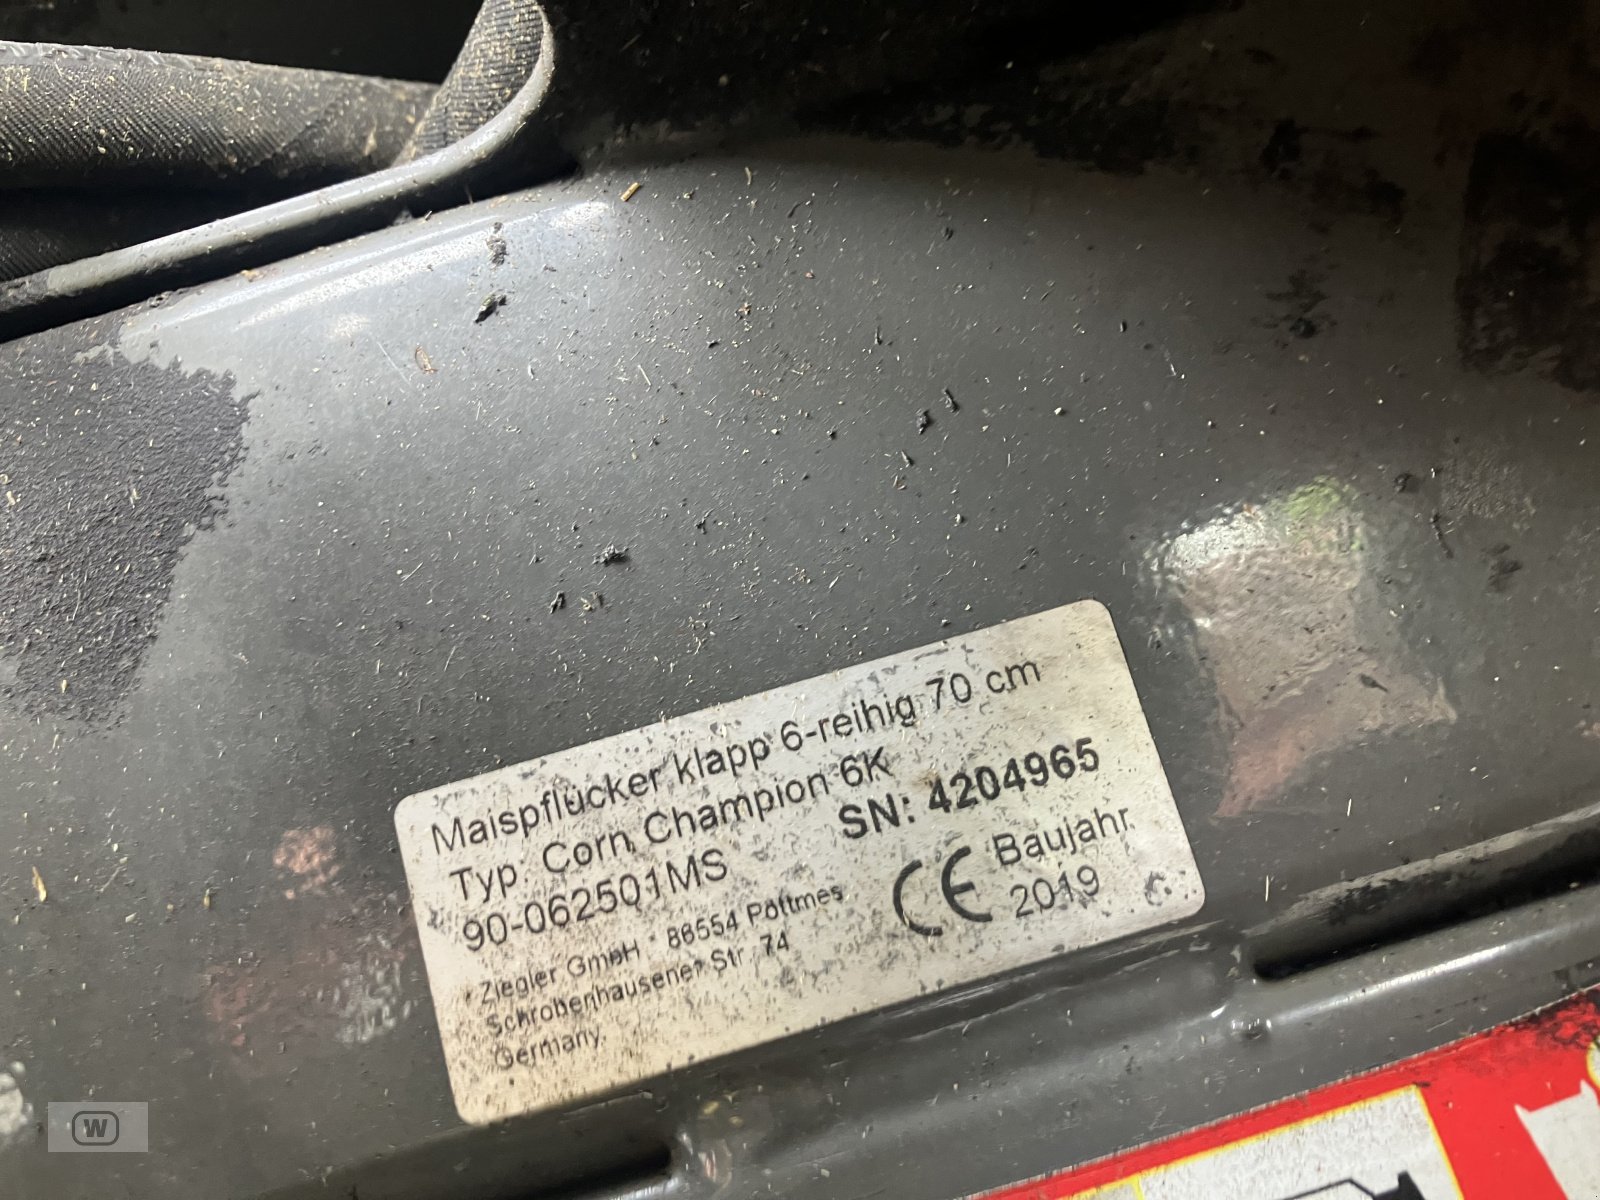 Maispflücker klapp 6-reihig 70 cm
Typ. Corn Champion 6K
90-062501MS
SN: 4204965
Ziegler GmbH - 86554 Pöttmes
Schrobenhausener Str. 74
Germany
CE
Baujahr.
2019
W